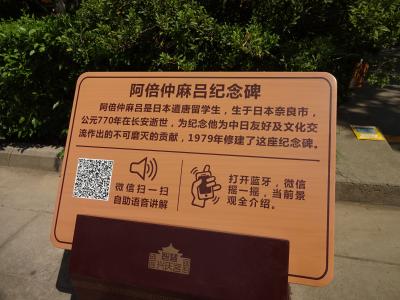 阿倍仲麻吕纪念碑
阿倍仲麻吕是日本遣唐留学生，生于日本奈良市，
公元770年在长安逝世，为纪念他为中日友好及文化交
流作出的不可磨灭的贡献，1979年修建了这座纪念碑。
微信扫一扫
自助语音讲解
打开蓝牙，微信
摇一摇，当前景
观全介绍。